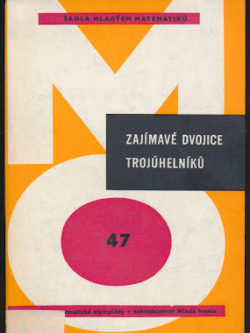 ŠKOLA MLADÝCH MATEMATIKŮ
ZAJÍMAVÉ DVOJICE
TROJÚHELNÍKŮ
47
olympiády v nakladatelství Mladá fronta